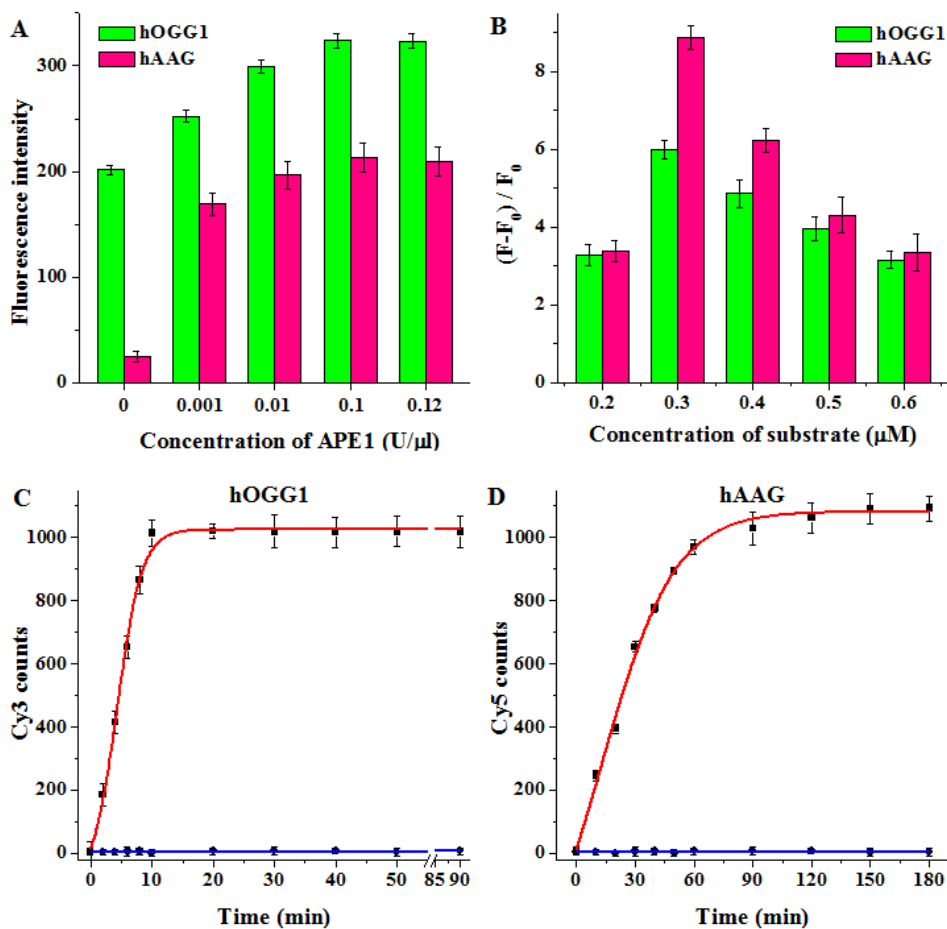 A
hOGG1
hAAG
Fluorescence intensity
300
200
100
0
0 0.001 0.01 0.1 0.12
Concentration of APE1 (U/μl)
B
hOGG1
hAAG
(F-F0) / F0
8
6
4
2
0
0.2 0.3 0.4 0.5 0.6
Concentration of substrate (μM)
C
hOGG1
Cy3 counts
1000
800
600
400
200
0
0 10 20 30 40 50 85 90
Time (min)
D
hAAG
Cy5 counts
1000
800
600
400
200
0
0 30 60 90 120 150 180
Time (min)